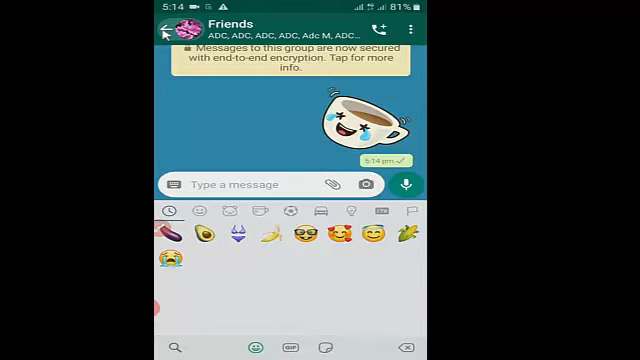 5:14 81%
Friends
ADC, ADC, ADC, ADC, Adc M, ADC...
Messages to this group are now secured
with end-to-end encryption. Tap for more
info.
5:14 pm
Type a message
GIF